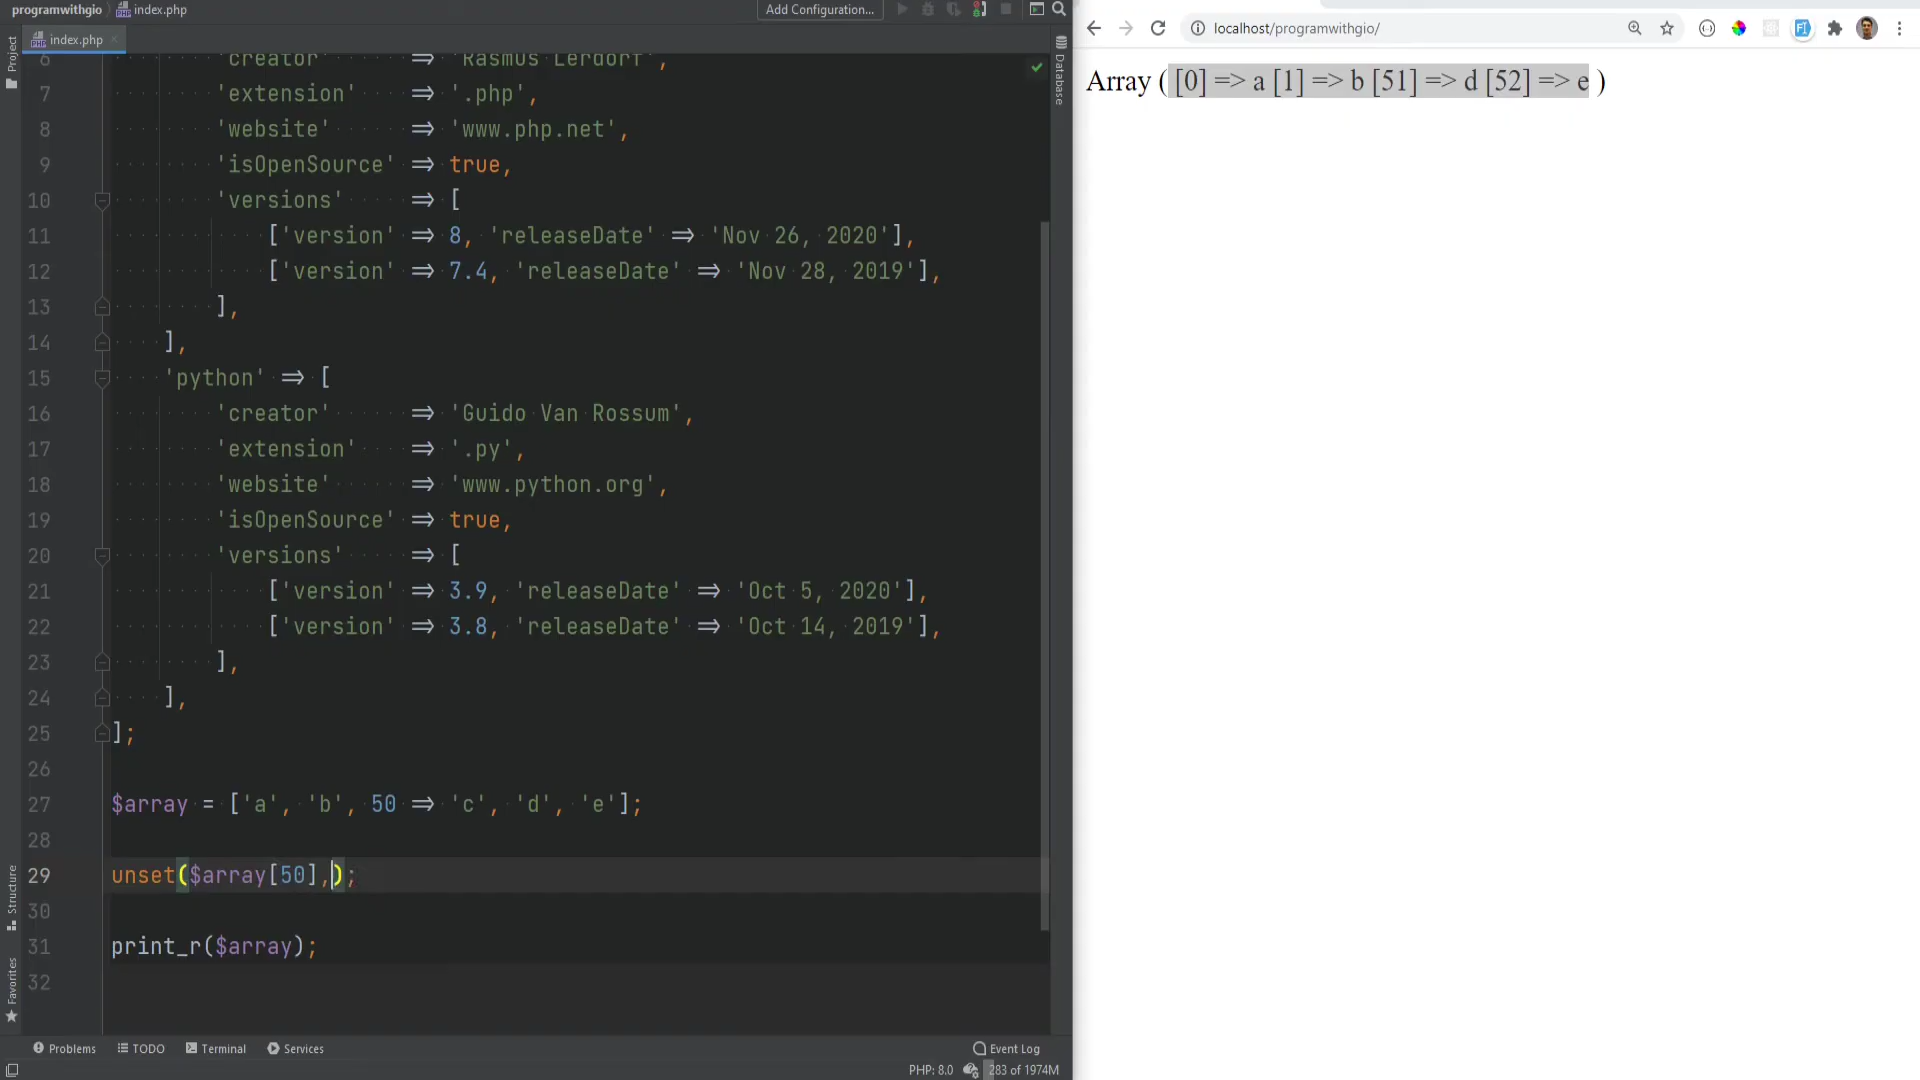 programwithgio index.php Add Configuration...
index.php
localhost/programwithgio/
Array ( [0] => a [1] => b [51] => d [52] => e )
Project
Database
Structure
Favorites
6 'creator' => 'Rasmus Lerdorf',
7 'extension' => '.php',
8 'website' => 'www.php.net',
9 'isOpenSource' => true,
10 'versions' => [
11 ['version' => 8, 'releaseDate' => 'Nov 26, 2020'],
12 ['version' => 7.4, 'releaseDate' => 'Nov 28, 2019'],
13 ],
14 ],
15 'python' => [
16 'creator' => 'Guido Van Rossum',
17 'extension' => '.py',
18 'website' => 'www.python.org',
19 'isOpenSource' => true,
20 'versions' => [
21 ['version' => 3.9, 'releaseDate' => 'Oct 5, 2020'],
22 ['version' => 3.8, 'releaseDate' => 'Oct 14, 2019'],
23 ],
24 ],
25 ];
26
27 $array = ['a', 'b', 50 => 'c', 'd', 'e'];
28
29 unset($array[50],);
30
31 print_r($array);
32
Problems TODO Terminal Services Event Log
PHP: 8.0 283 of 1974M